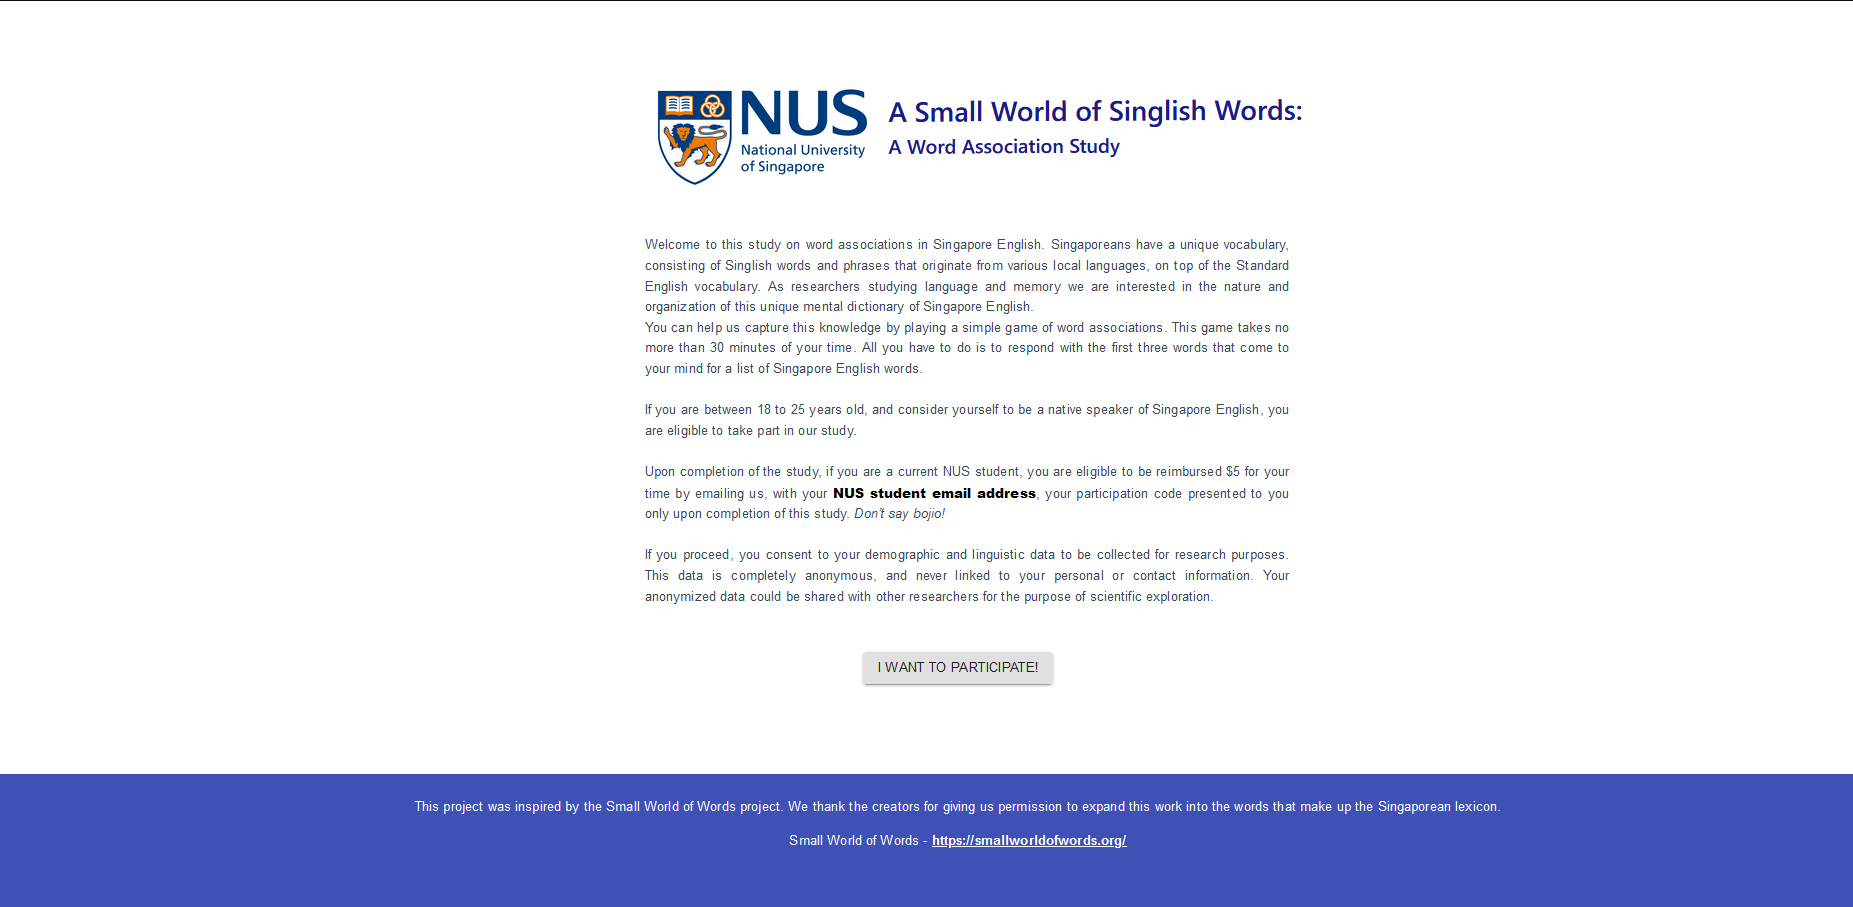 NUS
National University
of Singapore
A Small World of Singlish Words:
A Word Association Study
Welcome to this study on word associations in Singapore English. Singaporeans have a unique vocabulary,
consisting of Singlish words and phrases that originate from various local languages, on top of the Standard
English vocabulary. As researchers studying language and memory we are interested in the nature and
organization of this unique mental dictionary of Singapore English.
You can help us capture this knowledge by playing a simple game of word associations. This game takes no
more than 30 minutes of your time. All you have to do is to respond with the first three words that come to
your mind for a list of Singapore English words.
If you are between 18 to 25 years old, and consider yourself to be a native speaker of Singapore English, you
are eligible to take part in our study.
Upon completion of the study, if you are a current NUS student, you are eligible to be reimbursed $5 for your
time by emailing us, with your NUS student email address, your participation code presented to you
only upon completion of this study. Don't say bojio!
If you proceed, you consent to your demographic and linguistic data to be collected for research purposes.
This data is completely anonymous, and never linked to your personal or contact information. Your
anonymized data could be shared with other researchers for the purpose of scientific exploration.
I WANT TO PARTICIPATE!
This project was inspired by the Small World of Words project. We thank the creators for giving us permission to expand this work into the words that make up the Singaporean lexicon.
Small World of Words - https://smallworldofwords.org/